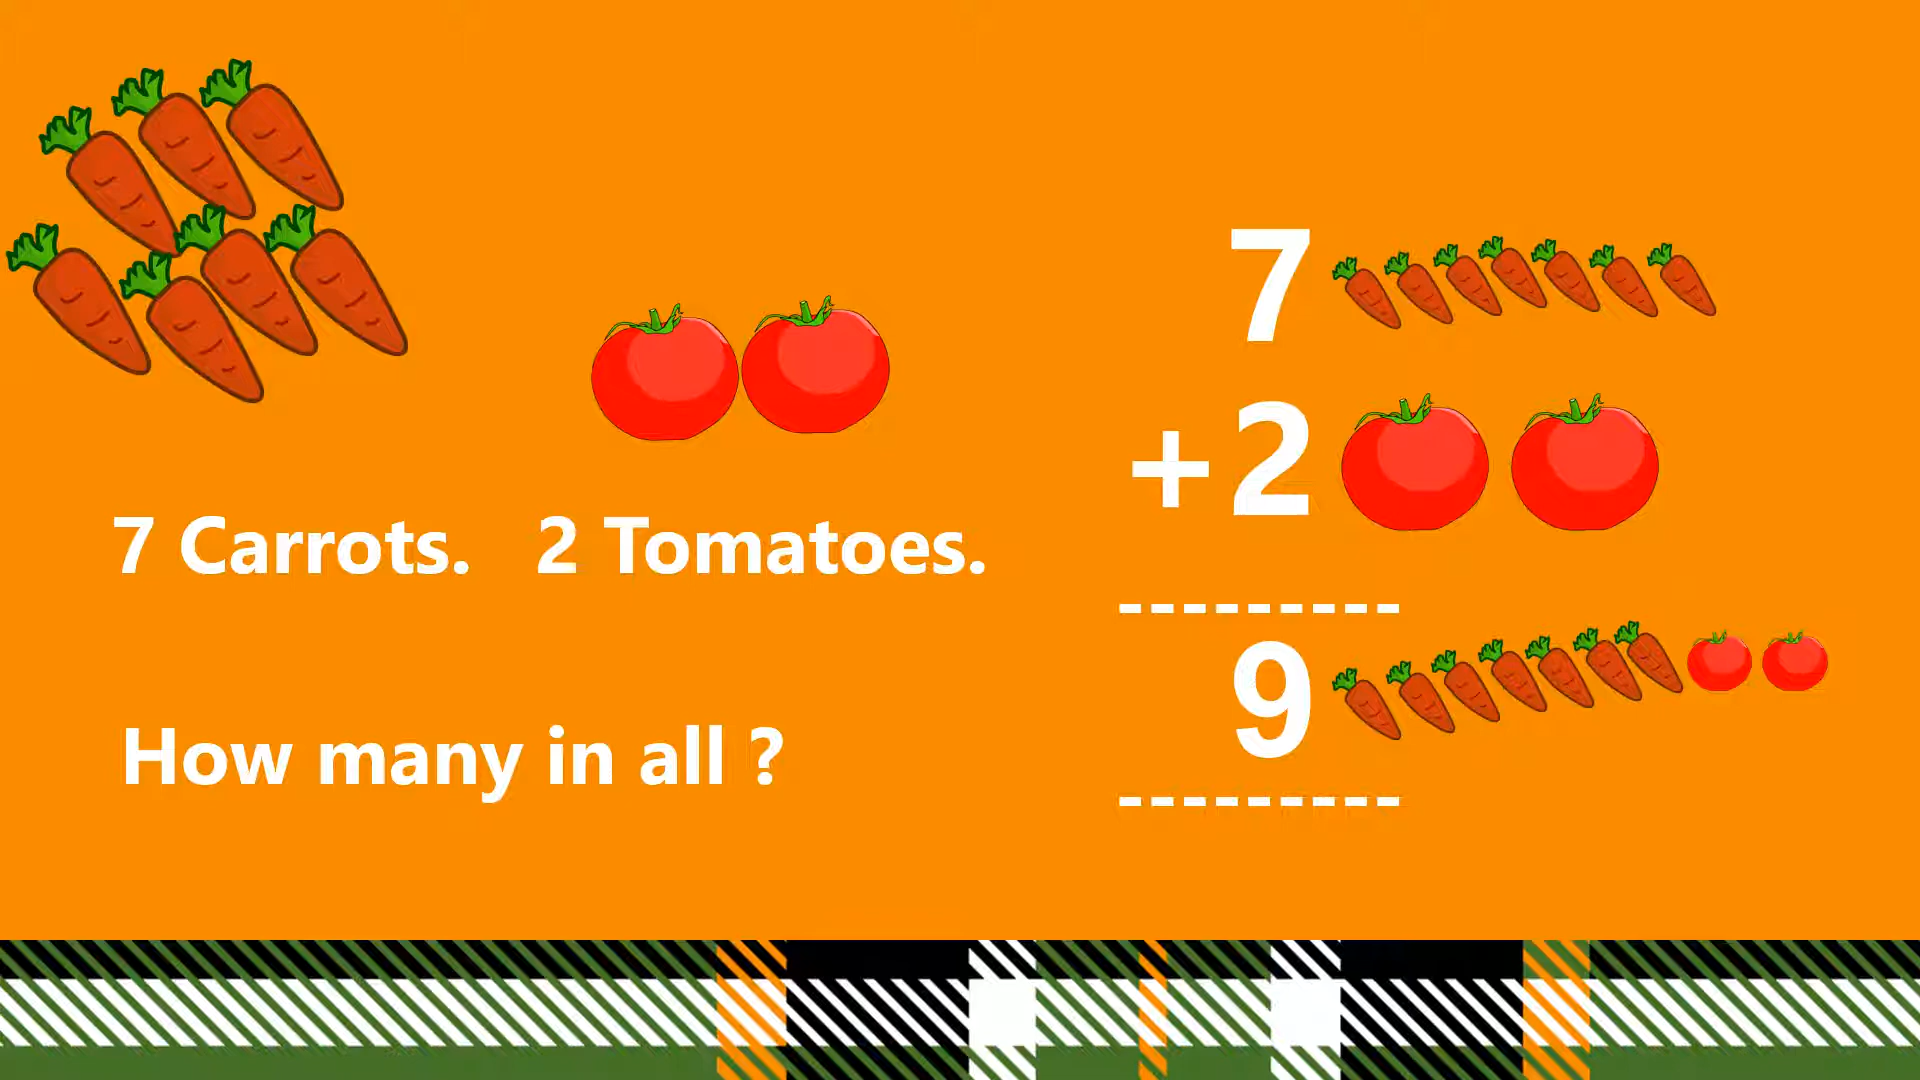 7 Carrots. 2 Tomatoes.
How many in all ?
7
+2
---------
9
---------